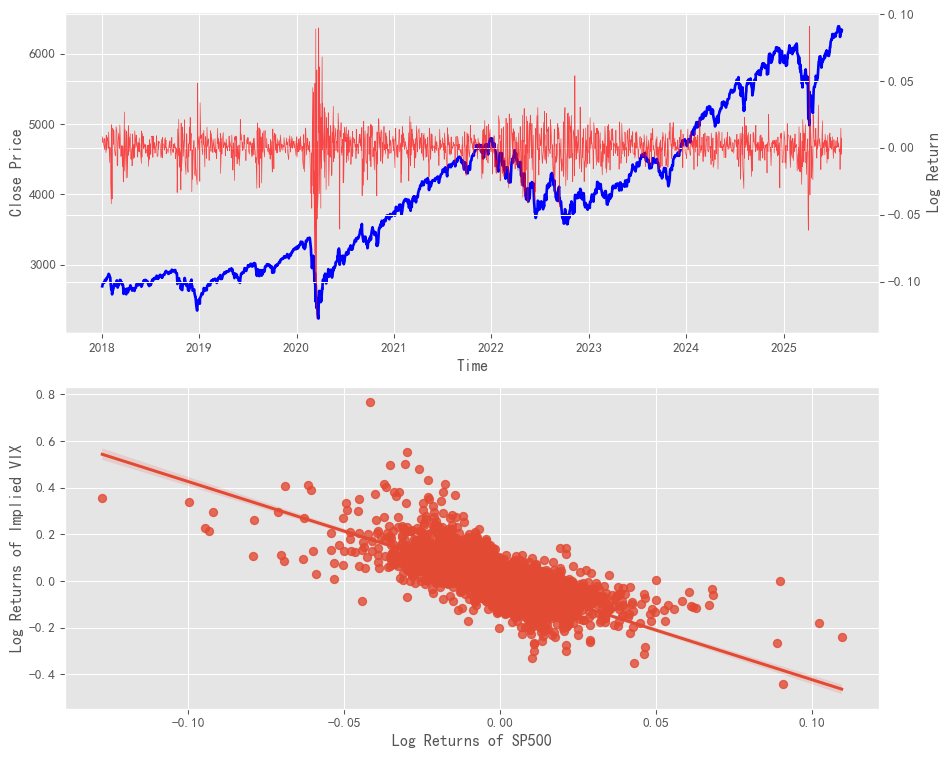 0.10
6000
0.05
5000
0.00
4000
−0.05
3000
−0.10
Close Price
Log Return
2018 2019 2020 2021 2022 2023 2024 2025
Time
0.8
0.6
0.4
0.2
0.0
−0.2
−0.4
Log Returns of Implied VIX
−0.10 −0.05 0.00 0.05 0.10
Log Returns of SP500